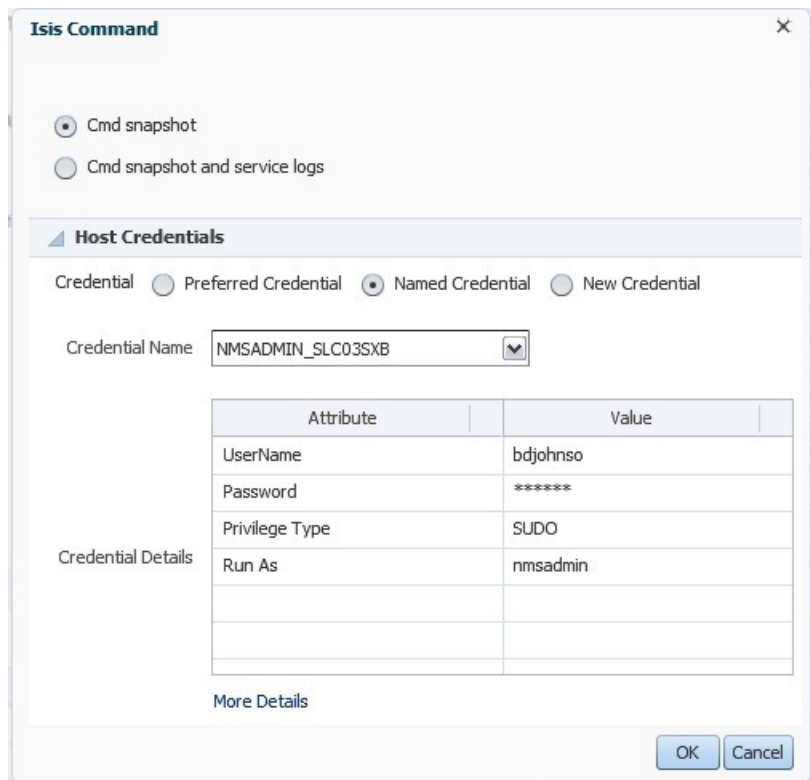 Isis Command
Cmd snapshot
Cmd snapshot and service logs
Host Credentials
Credential Preferred Credential Named Credential New Credential
Credential Name NMSADMIN_SLC03SXB
Attribute Value
UserName bdjohnso
Password ******
Privilege Type SUDO
Credential Details
Run As nmsadmin
More Details
OK Cancel